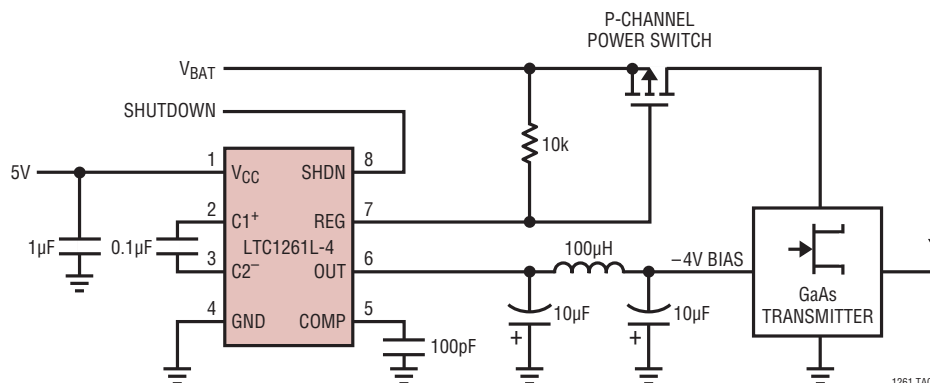 P-CHANNEL
POWER SWITCH
VBAT
SHUTDOWN
10k
5V
1
VCC
SHDN
8
2
C1+
REG
7
1µF
0.1µF
LTC1261L-4
100µH
3
C2–
OUT
6
–4V BIAS
4
GND
COMP
5
10µF
+
10µF
+
GaAs
TRANSMITTER
100pF